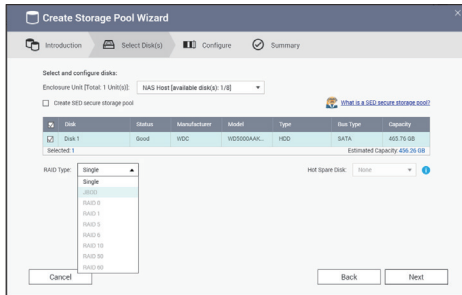 Create Storage Pool Wizard
Introduction Select Disk(s) Configure Summary
Select and configure disks:
Enclosure Unit [Total: 1 Unit(s)]: NAS Host [available disk(s): 1/8]
Create SED secure storage pool What is a SED secure storage pool?
Disk Status Manufacturer Model Type Bus Type Capacity
Disk 1 Good WDC WD5000AAK... HDD SATA 465.76 GB
Selected: 1 Estimated Capacity: 456.26 GB
RAID Type: Single Hot Spare Disk: None
Single
JBOD
RAID 0
RAID 1
RAID 5
RAID 6
RAID 10
RAID 50
RAID 60
Cancel Back Next